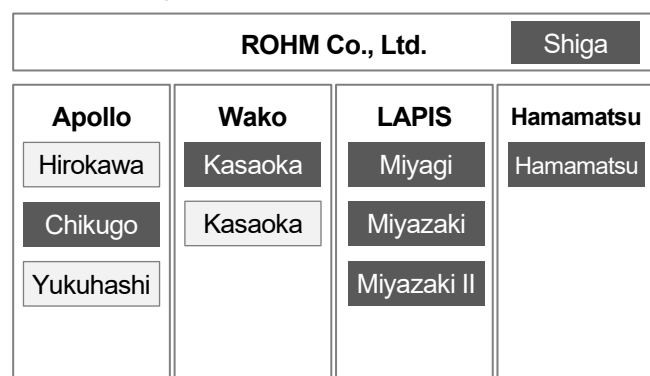 ROHM Co., Ltd. Shiga
Apollo
Hirokawa
Chikugo
Yukuhashi
Wako
Kasaoka
Kasaoka
LAPIS
Miyagi
Miyazaki
Miyazaki II
Hamamatsu
Hamamatsu